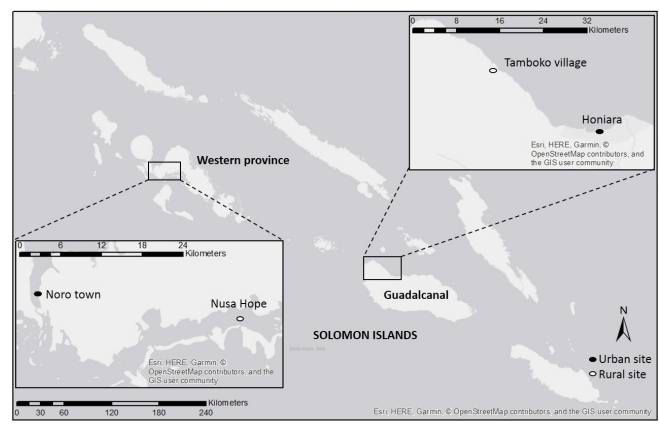 0 8 16 24 32
Kilometers
Tamboko village
Honiara
Esri, HERE, Garmin, ©
OpenStreetMap contributors, and
the GIS user community
Western province
0 6 12 18 24
Kilometers
Noro town
Nusa Hope
Esri, HERE, Garmin, ©
OpenStreetMap contributors, and the
GIS user community
Guadalcanal
SOLOMON ISLANDS
Solomon Sea
N
Urban site
Rural site
Kilometers
0 30 60 120 180 240
Esri, HERE, Garmin, © OpenStreetMap contributors, and the GIS user community